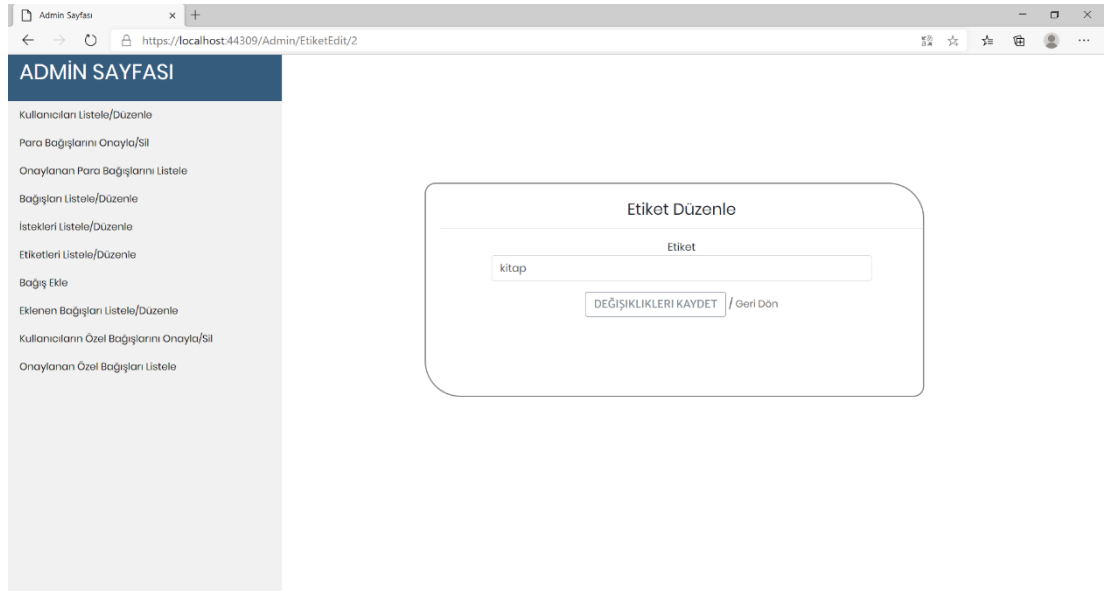 Admin Sayfası
https://localhost:44309/Admin/EtiketEdit/2
ADMİN SAYFASI
Kullanıcıları Listele/Düzenle
Para Bağışlarını Onayla/Sil
Onaylanan Para Bağışlarını Listele
Bağışları Listele/Düzenle
İstekleri Listele/Düzenle
Etiketleri Listele/Düzenle
Bağış Ekle
Eklenen Bağışları Listele/Düzenle
Kullanıcıların Özel Bağışlarını Onayla/Sil
Onaylanan Özel Bağışları Listele
Etiket Düzenle
Etiket
kitap
DEĞIŞIKLIKLERI KAYDET / Geri Dön